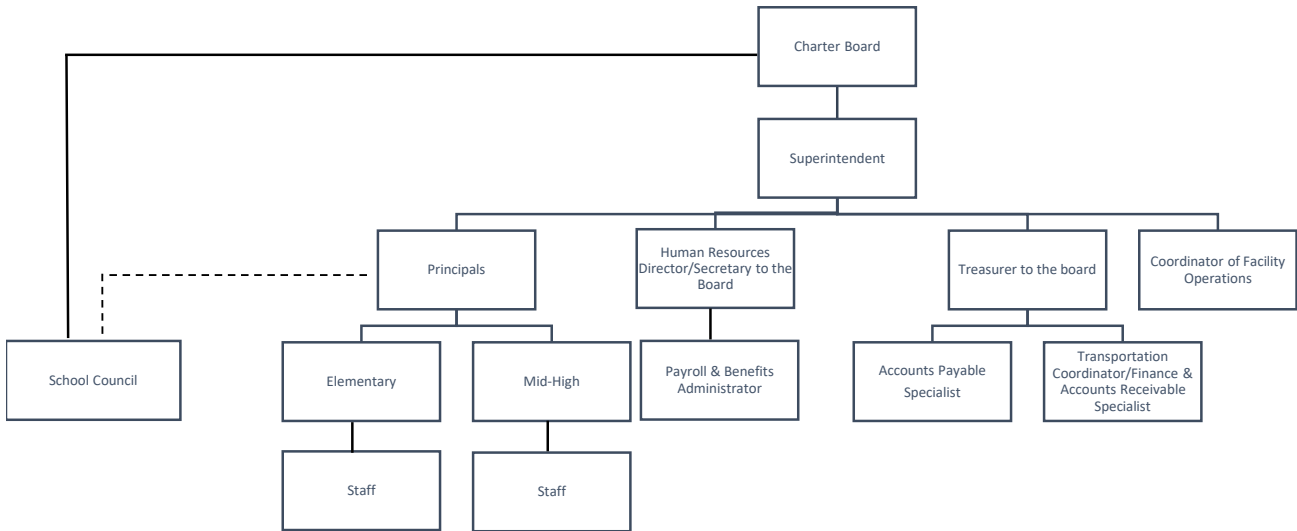 Charter Board
Superintendent
Principals
Human Resources
Director/Secretary to the
Board
Treasurer to the board
Coordinator of Facility
Operations
School Council
Elementary
Mid-High
Payroll & Benefits
Administrator
Accounts Payable
Specialist
Transportation
Coordinator/Finance &
Accounts Receivable
Specialist
Staff
Staff